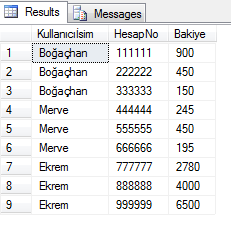 Results Messages
Kullanıcıİsim HesapNo Bakiye
1 Boğaçhan 111111 900
2 Boğaçhan 222222 450
3 Boğaçhan 333333 150
4 Merve 444444 245
5 Merve 555555 450
6 Merve 666666 195
7 Ekrem 777777 2780
8 Ekrem 888888 4000
9 Ekrem 999999 6500